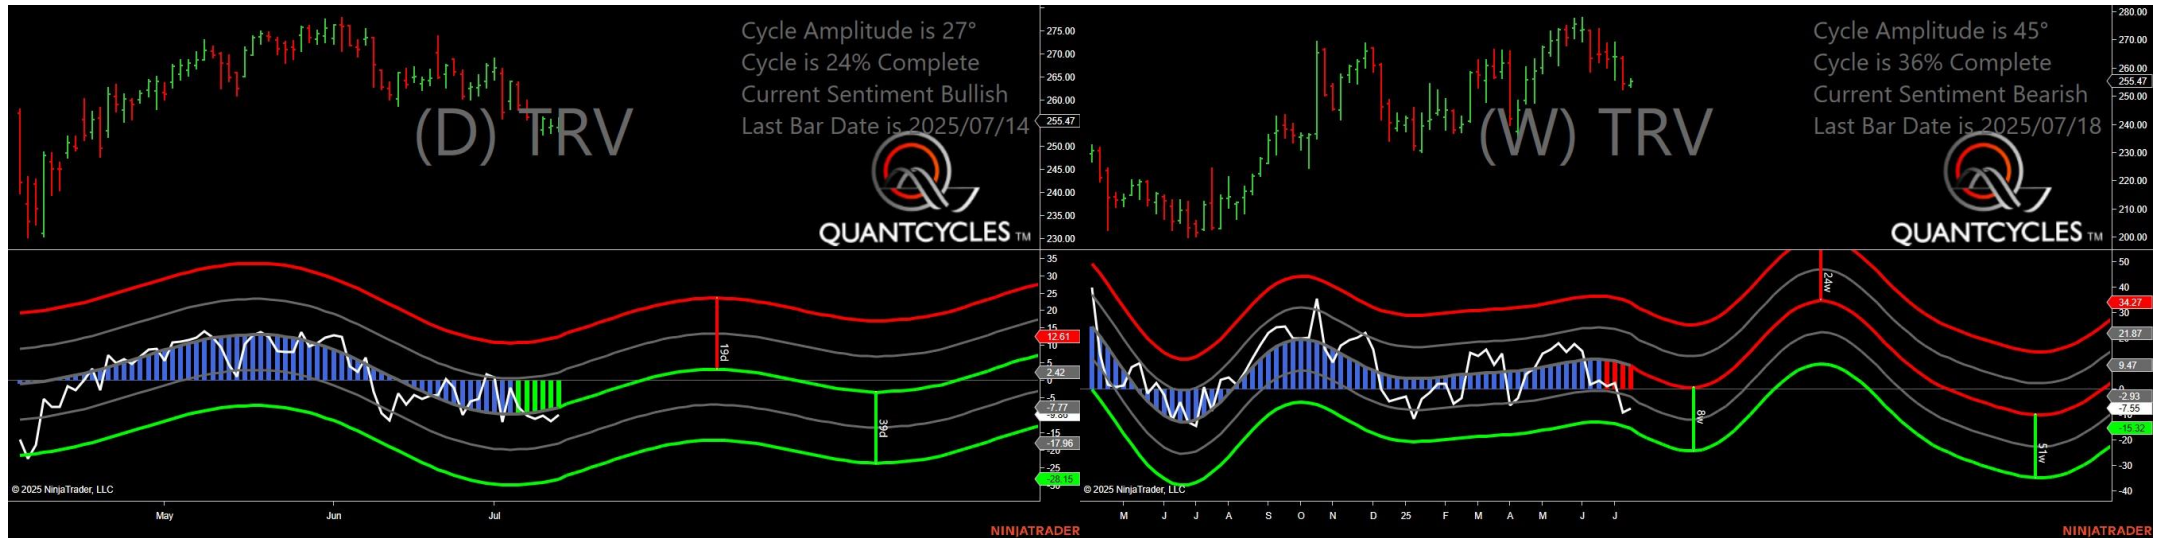 Cycle Amplitude is 27°
Cycle is 24% Complete
Current Sentiment Bullish
Last Bar Date is 2025/07/14
(D) TRV
QUANTCYCLES TM
275.00
270.00
265.00
260.00
255.47
250.00
245.00
240.00
235.00
230.00
35
30
25
20
15
12.61
10
5
2.42
0
-5
-7.77
-9.86
-15
-17.96
-20
-25
-28.15
-30
19d
39d
© 2025 NinjaTrader, LLC
May
Jun
Jul
NINJATRADER
Cycle Amplitude is 45°
Cycle is 36% Complete
Current Sentiment Bearish
Last Bar Date is 2025/07/18
(W) TRV
QUANTCYCLES TM
280.00
270.00
260.00
255.47
250.00
240.00
230.00
220.00
210.00
200.00
50
40
34.27
30
21.87
9.47
0
-2.93
-7.55
-10
-15.32
-20
-30
-40
24w
8w
51w
© 2025 NinjaTrader, LLC
M J J A S O N D 25 F M A M J J
NINJATRADER